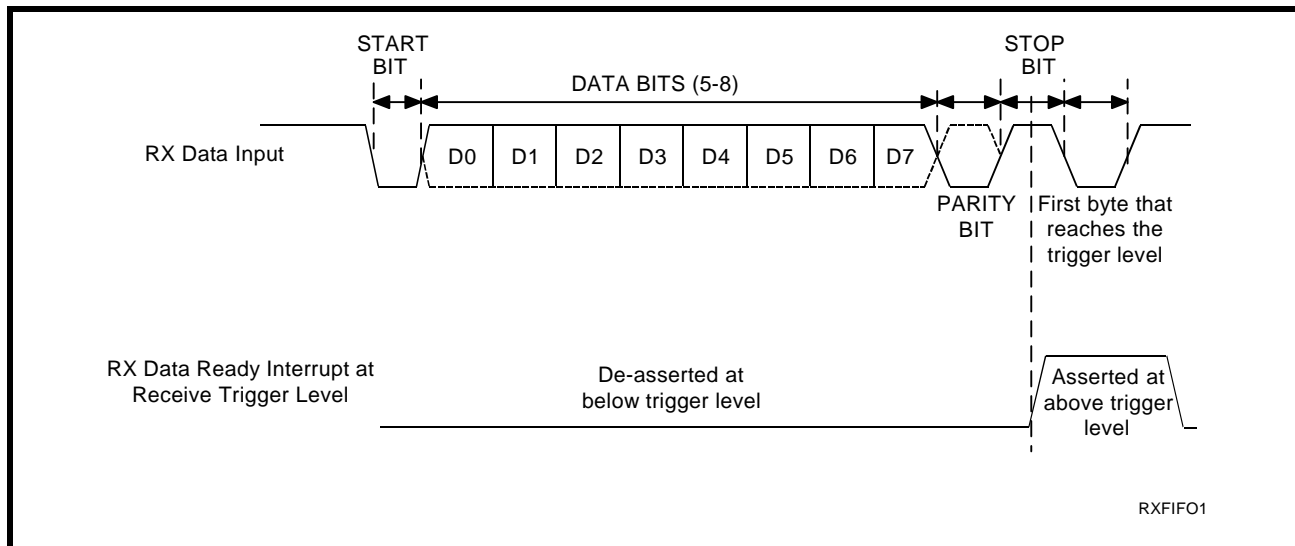 START
BIT
STOP
BIT
DATA BITS (5-8)
RX Data Input
D0 D1 D2 D3 D4 D5 D6 D7
PARITY
BIT
First byte that
reaches the
trigger level
RX Data Ready Interrupt at
Receive Trigger Level
De-asserted at
below trigger level
Asserted at
above trigger
level
RXFIFO1